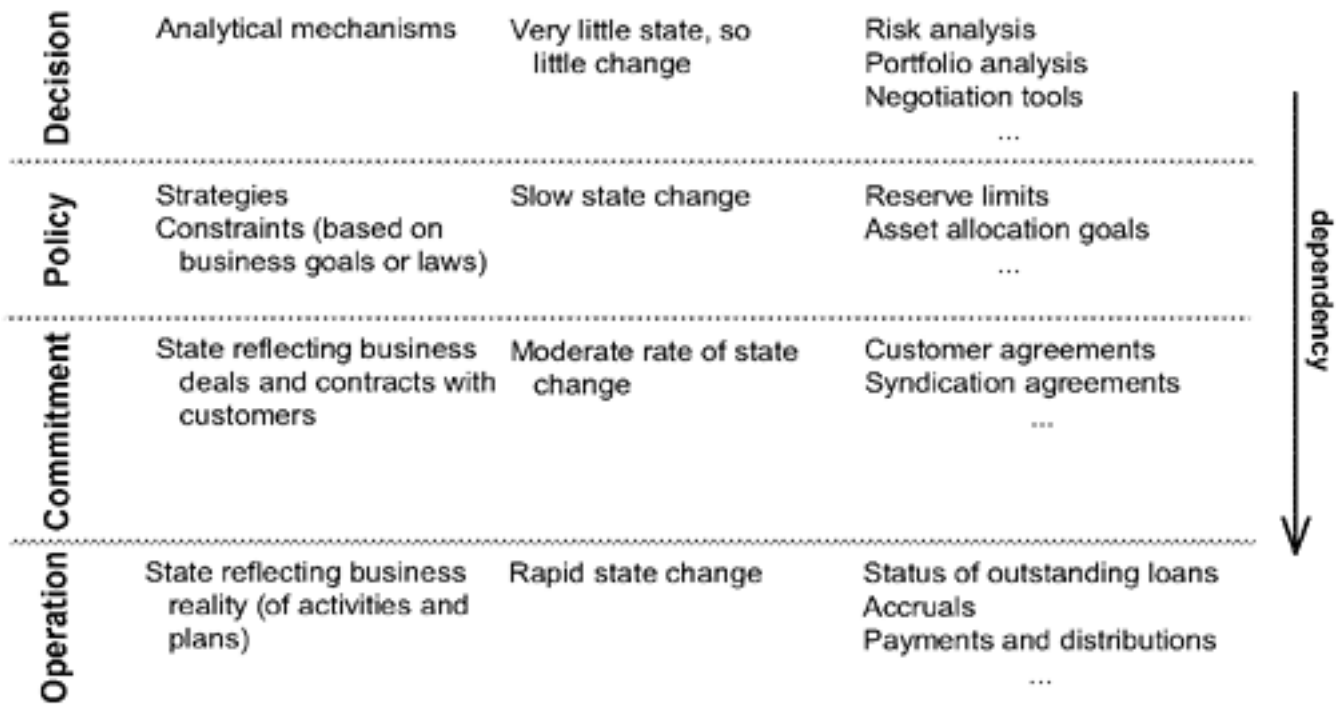 Decision
Analytical mechanisms
Very little state, so
little change
Risk analysis
Portfolio analysis
Negotiation tools
...
Policy
Strategies
Constraints (based on
business goals or laws)
Slow state change
Reserve limits
Asset allocation goals
...
Commitment
State reflecting business
deals and contracts with
customers
Moderate rate of state
change
Customer agreements
Syndication agreements
...
Operation
State reflecting business
reality (of activities and
plans)
Rapid state change
Status of outstanding loans
Accruals
Payments and distributions
...
dependency